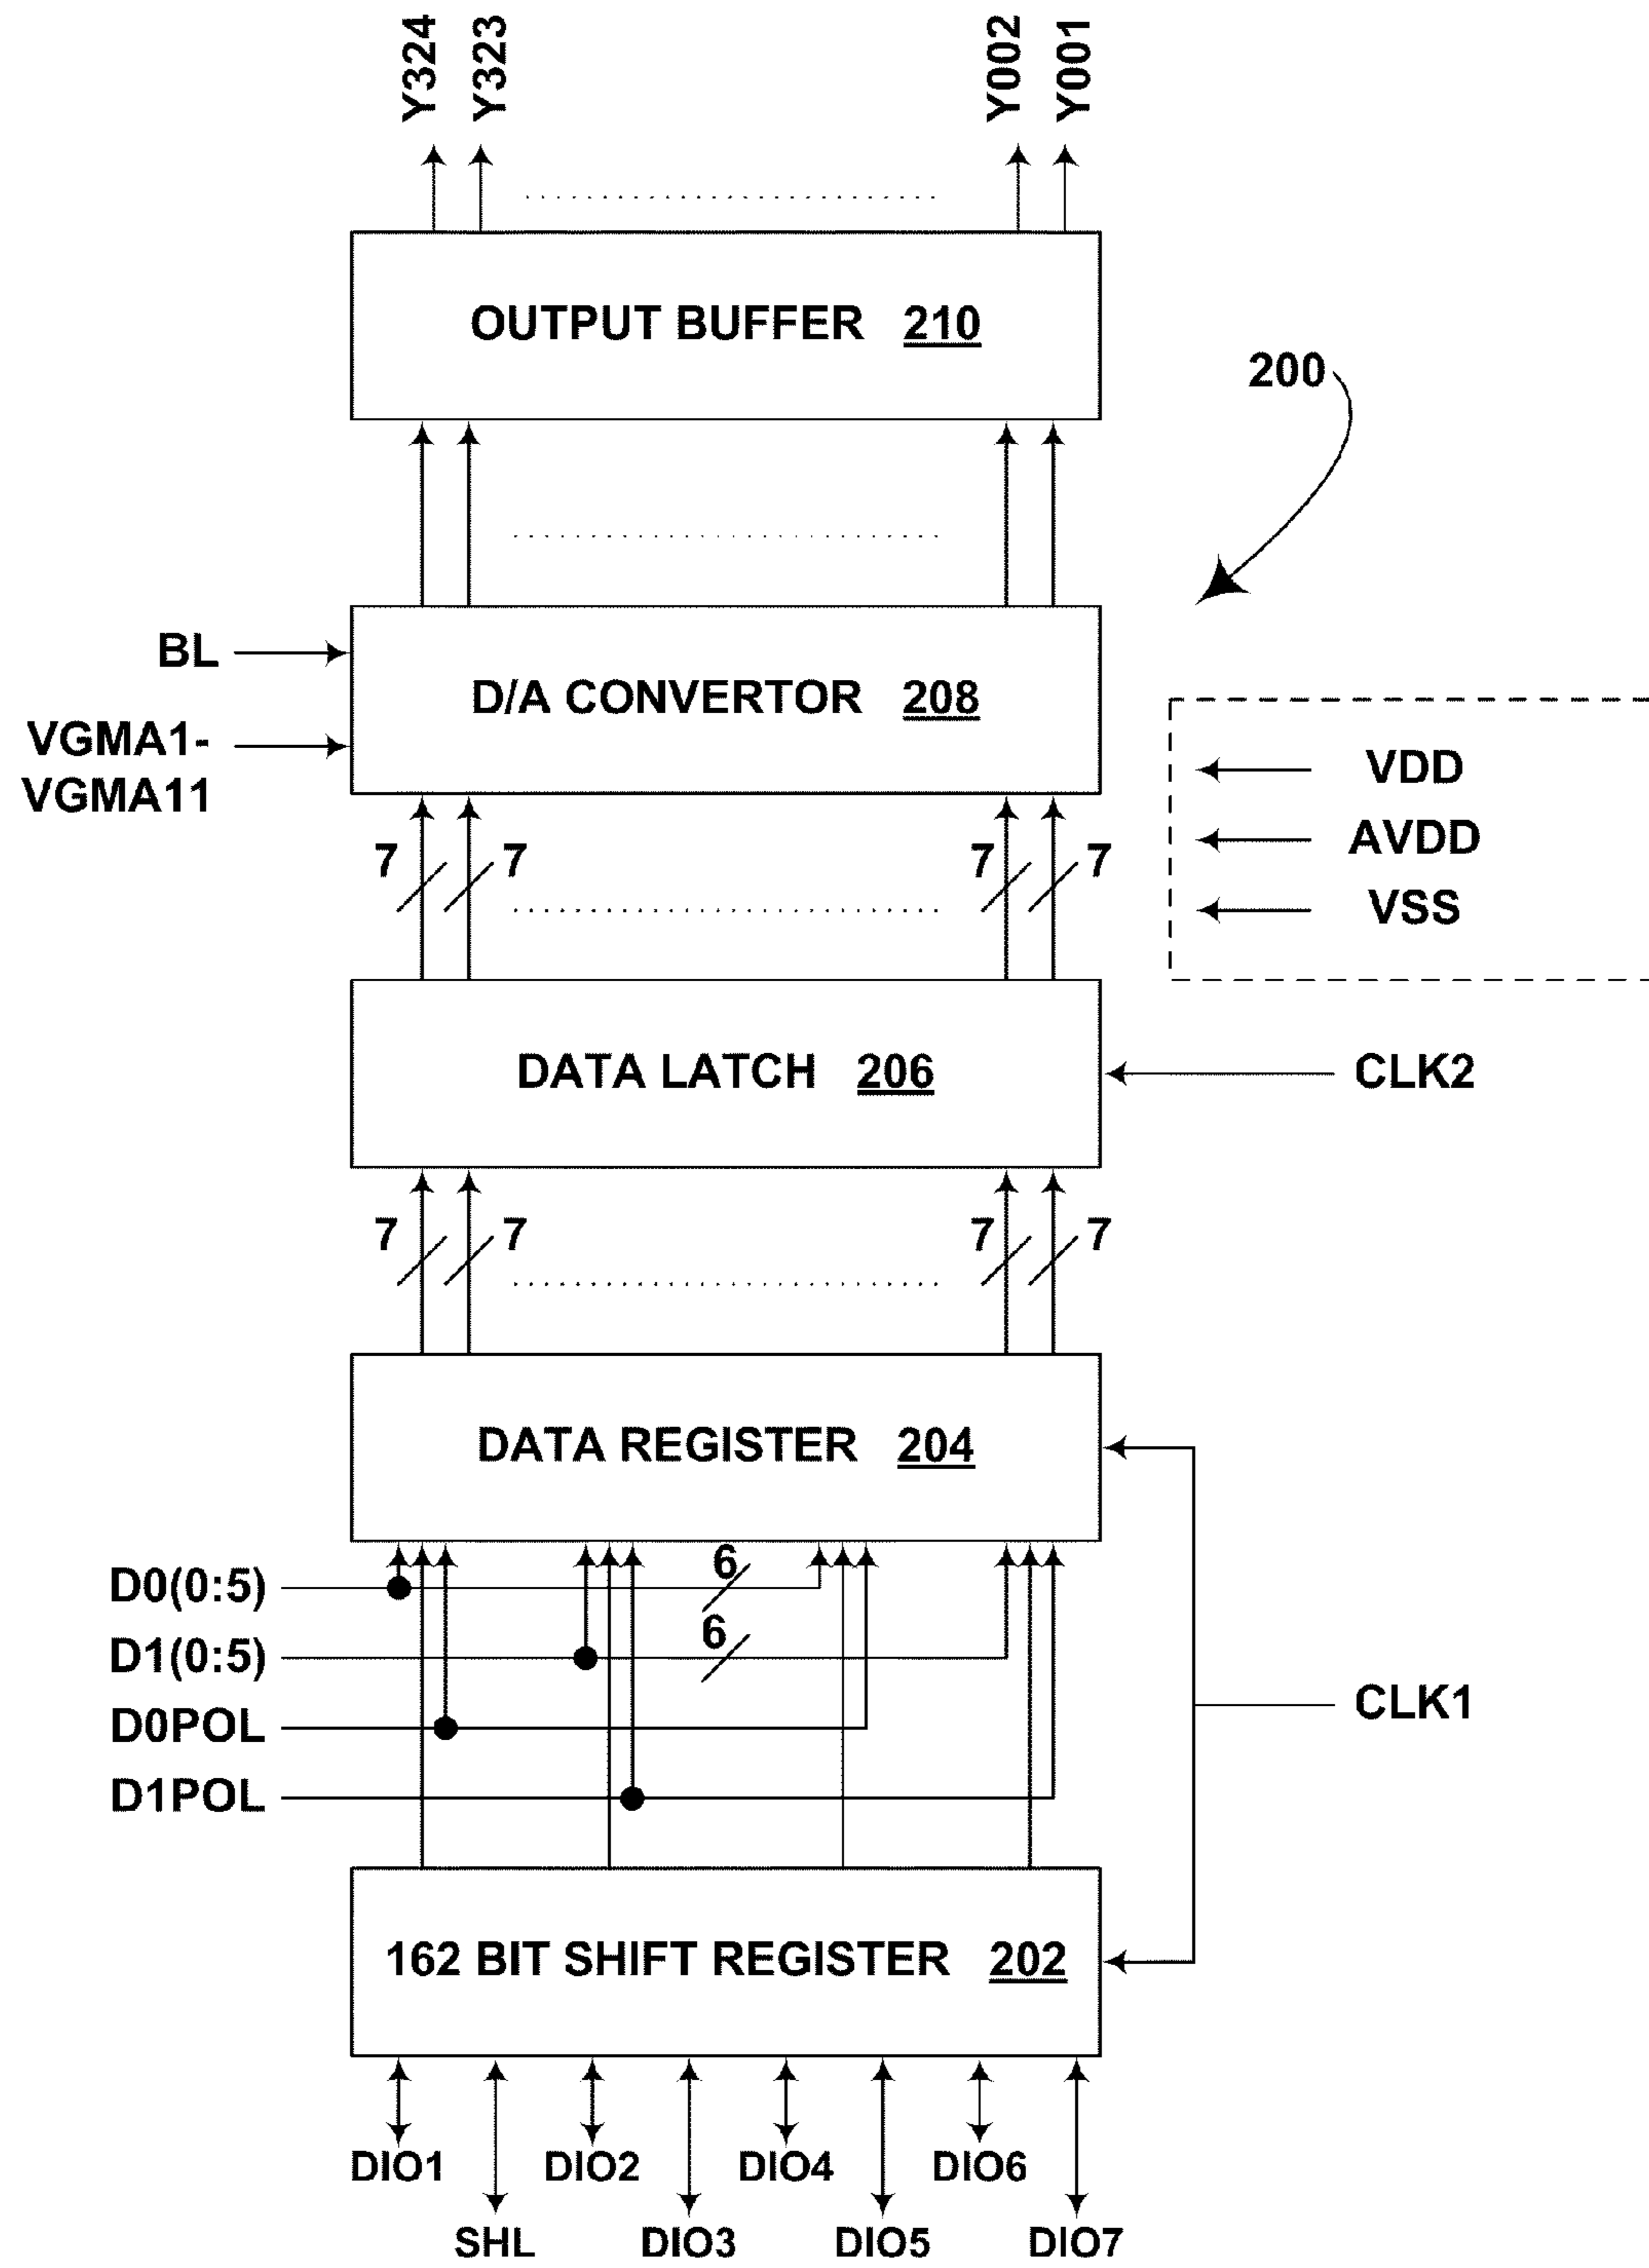 Y324 Y323 Y002 Y001
OUTPUT BUFFER 210
200
BL
D/A CONVERTOR 208
VGMA1-
VGMA11
VDD
AVDD
VSS
7 7 7 7
DATA LATCH 206
CLK2
7 7 7 7
DATA REGISTER 204
D0(0:5)
6
D1(0:5)
6
D0POL
CLK1
D1POL
162 BIT SHIFT REGISTER 202
DIO1 DIO2 DIO4 DIO6
SHL DIO3 DIO5 DIO7